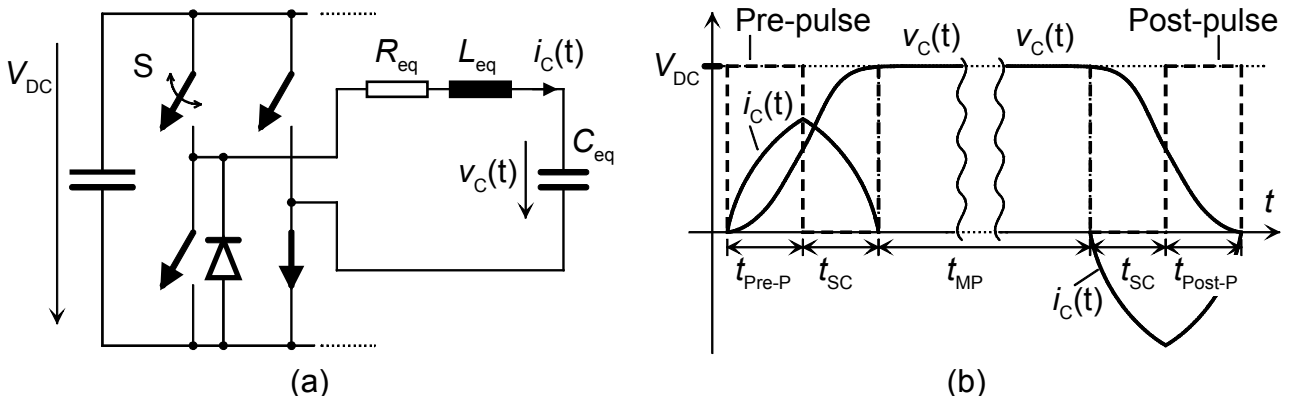 V_DC
S
R_eq
L_eq
i_C(t)
v_C(t)
C_eq
(a)
Pre-pulse
Post-pulse
v_C(t)
v_C(t)
V_DC
i_C(t)
t
t_Pre-P
t_SC
t_MP
t_SC
t_Post-P
i_C(t)
(b)